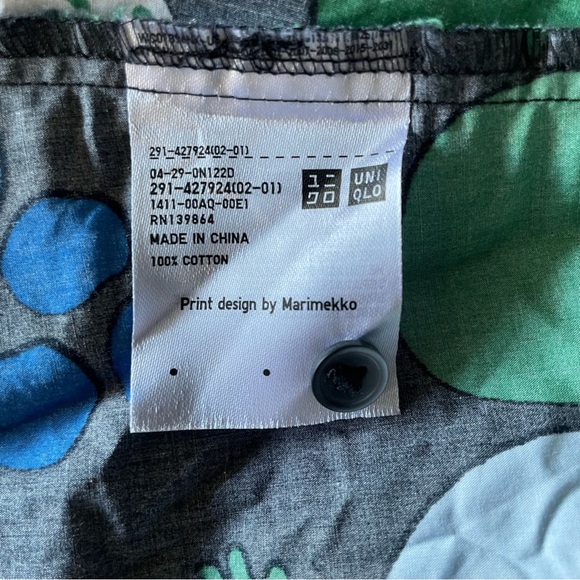 291-427924(02-01)
04-29-0N122D
291-427924(02-01)
1411-00AQ-00E1
RN139864
MADE IN CHINA
100% COTTON
ユニ
クロ
UNI
QLO
Print design by Marimekko